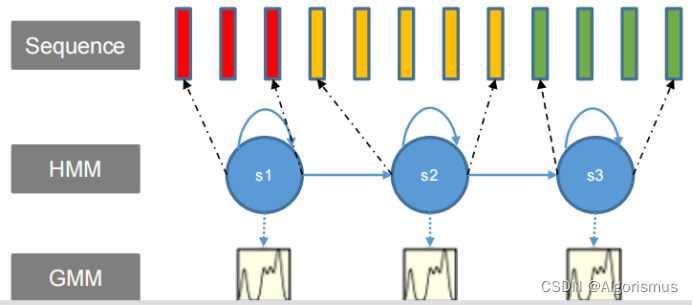 Sequence
HMM
s1
s2
s3
GMM
CSDN @Algorismus